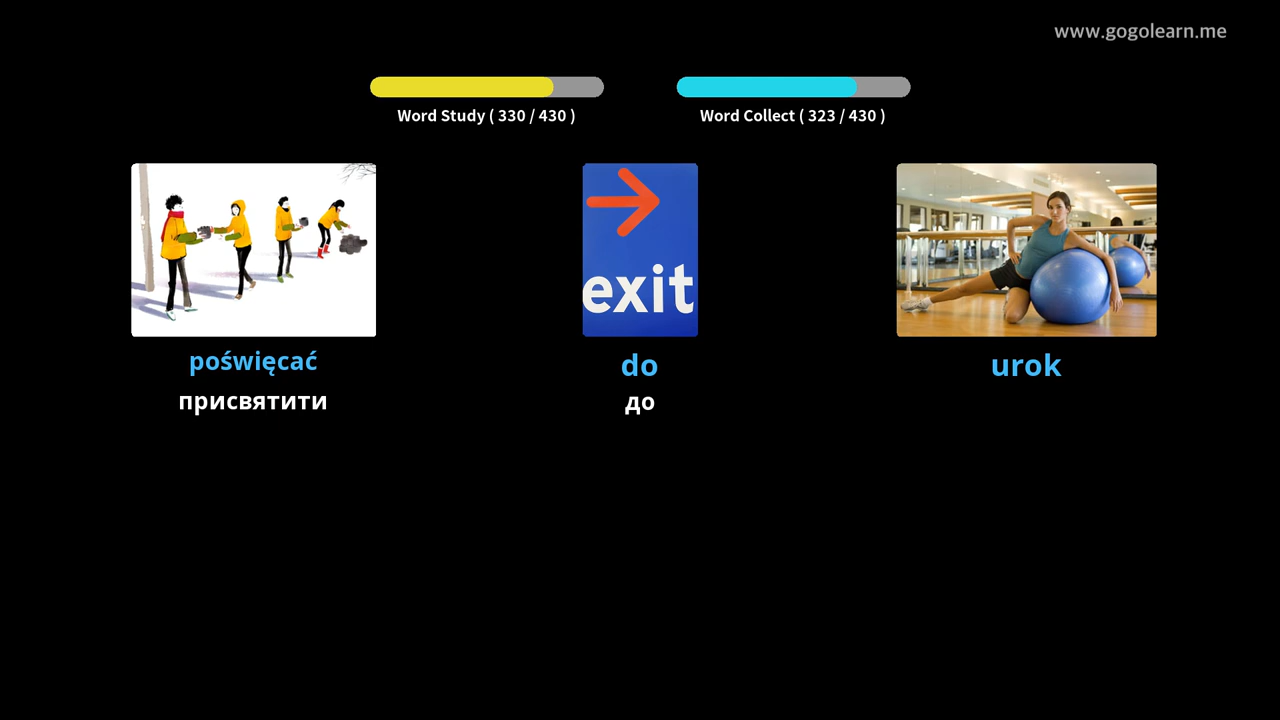 www.gogolearn.me
Word Study ( 330 / 430 )
Word Collect ( 323 / 430 )
exit
poświęcać
do
urok
присвятити
до